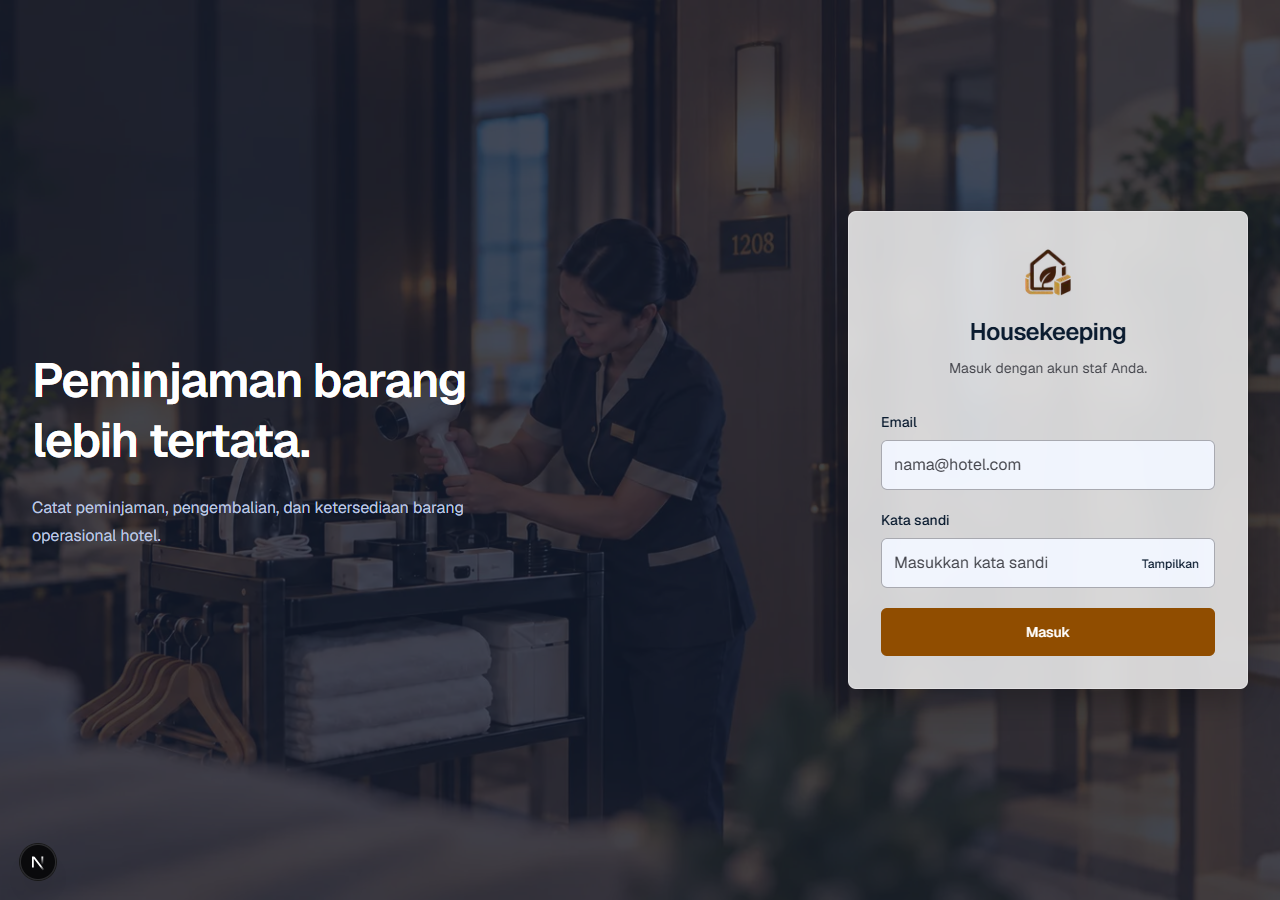 1208
Peminjaman barang
lebih tertata.
Catat peminjaman, pengembalian, dan ketersediaan barang
operasional hotel.
Housekeeping
Masuk dengan akun staf Anda.
Email
nama@hotel.com
Kata sandi
Masukkan kata sandi
Tampilkan
Masuk
N